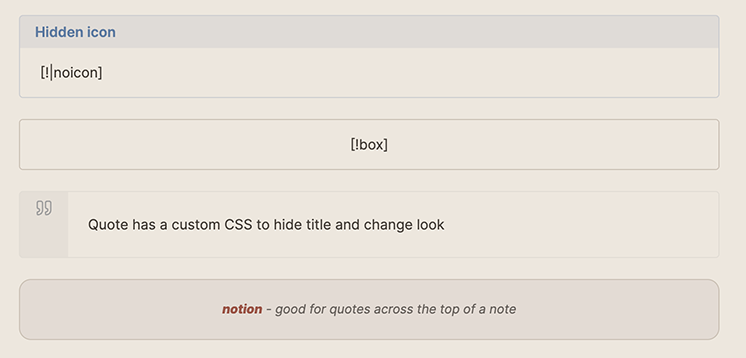 Hidden icon
[!|noicon]
[!box]
Quote has a custom CSS to hide title and change look
notion - good for quotes across the top of a note